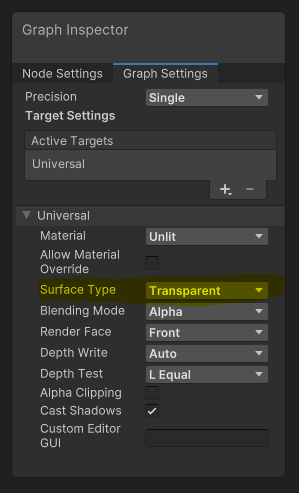 Graph Inspector
Node Settings Graph Settings
Precision Single
Target Settings
Active Targets
Universal
+ −
Universal
Material Unlit
Allow Material
Override
Surface Type Transparent
Blending Mode Alpha
Render Face Front
Depth Write Auto
Depth Test L Equal
Alpha Clipping
Cast Shadows
Custom Editor
GUI